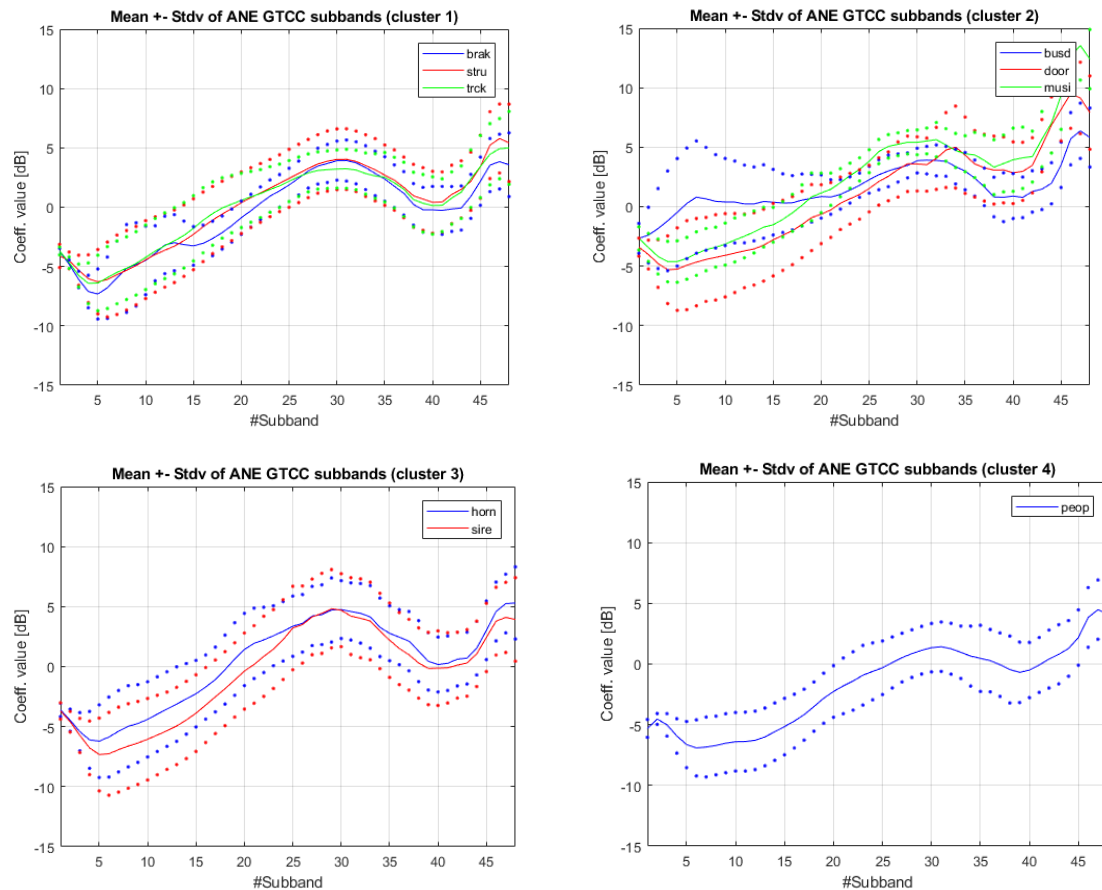 Mean +- Stdv of ANE GTCC subbands (cluster 1)
15
10
5
0
-5
-10
-15
Coeff. value [dB]
brak
stru
trck
5 10 15 20 25 30 35 40 45
#Subband
Mean +- Stdv of ANE GTCC subbands (cluster 2)
15
10
5
0
-5
-10
-15
Coeff. value [dB]
busd
door
musi
5 10 15 20 25 30 35 40 45
#Subband
Mean +- Stdv of ANE GTCC subbands (cluster 3)
15
10
5
0
-5
-10
-15
Coeff. value [dB]
horn
sire
5 10 15 20 25 30 35 40 45
#Subband
Mean +- Stdv of ANE GTCC subbands (cluster 4)
15
10
5
0
-5
-10
-15
Coeff. value [dB]
peop
5 10 15 20 25 30 35 40 45
#Subband